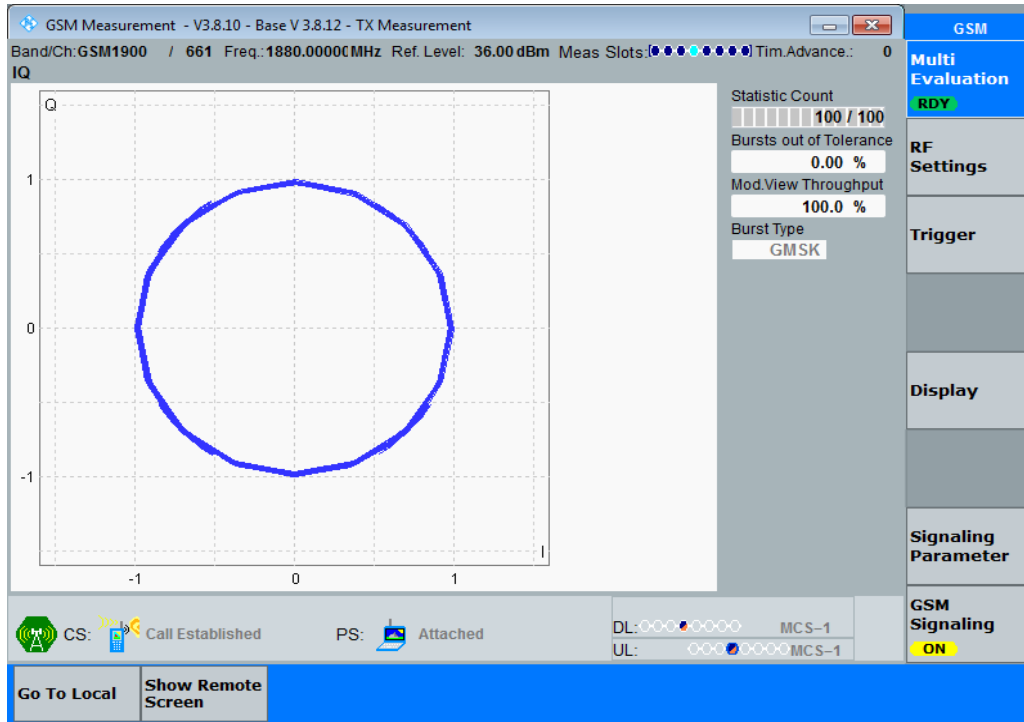 GSM Measurement - V3.8.10 - Base V 3.8.12 - TX Measurement
GSM
Band/Ch:GSM1900 / 661 Freq.:1880.00000 MHz Ref. Level: 36.00 dBm Meas Slots: Tim.Advance.: 0
IQ
Multi
Evaluation
RDY
Q
1
0
-1
I
-1 0 1
Statistic Count
100 / 100
Bursts out of Tolerance
0.00 %
Mod.View Throughput
100.0 %
Burst Type
GMSK
RF
Settings
Trigger
Display
Signaling
Parameter
GSM
Signaling
ON
CS: Call Established PS: Attached
DL: MCS-1
UL: MCS-1
Go To Local
Show Remote
Screen